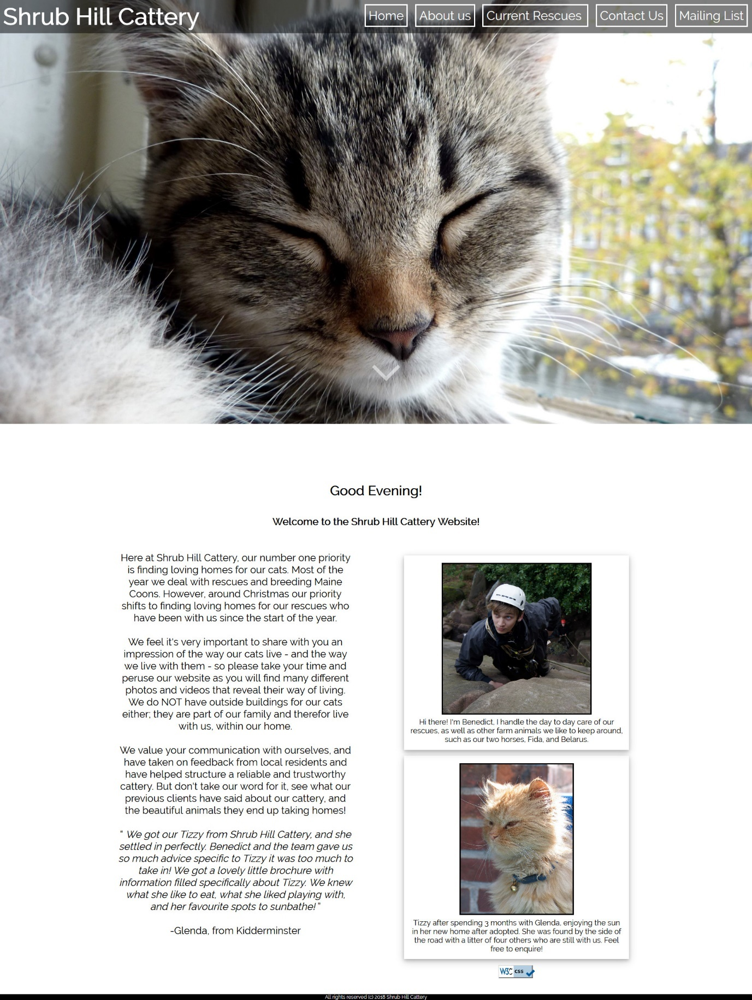 Shrub Hill Cattery
Home
About us
Current Rescues
Contact Us
Mailing List
Good Evening!
Welcome to the Shrub Hill Cattery Website!
Here at Shrub Hill Cattery, our number one priority
is finding loving homes for our cats. Most of the
year we deal with rescues and breeding Maine
Coons. However, around Christmas our priority
shifts to finding loving homes for our rescues who
have been with us since the start of the year.
We feel it's very important to share with you an
impression of the way our cats live - and the way
we live with them - so please take your time and
peruse our website as you will find many different
photos and videos that reveal their way of living.
We do NOT have outside buildings for our cats
either; they are part of our family and therefor live
with us, within our home.
We value your communication with ourselves, and
have taken on feedback from local residents and
have helped structure a reliable and trustworthy
cattery. But don't take our word for it, see what our
previous clients have said about our cattery, and
the beautiful animals they end up taking homes!
" We got our Tizzy from Shrub Hill Cattery, and she
settled in perfectly. Benedict and the team gave us
so much advice specific to Tizzy it was too much to
take in! We got a lovely little brochure with
information filled specifically about Tizzy. We knew
what she like to eat, what she liked playing with,
and her favourite spots to sunbathe! "
-Glenda, from Kidderminster
Hi there! I'm Benedict, I handle the day to day care of our
rescues, as well as other farm animals we like to keep around,
such as our two horses, Fida, and Belarus.
Tizzy after spending 3 months with Glenda, enjoying the sun
in her new home after adopted. She was found by the side of
the road with a litter of four others who are still with us. Feel
free to enquire!
W3C css
All rights reserved (c) 2018 Shrub Hill Cattery